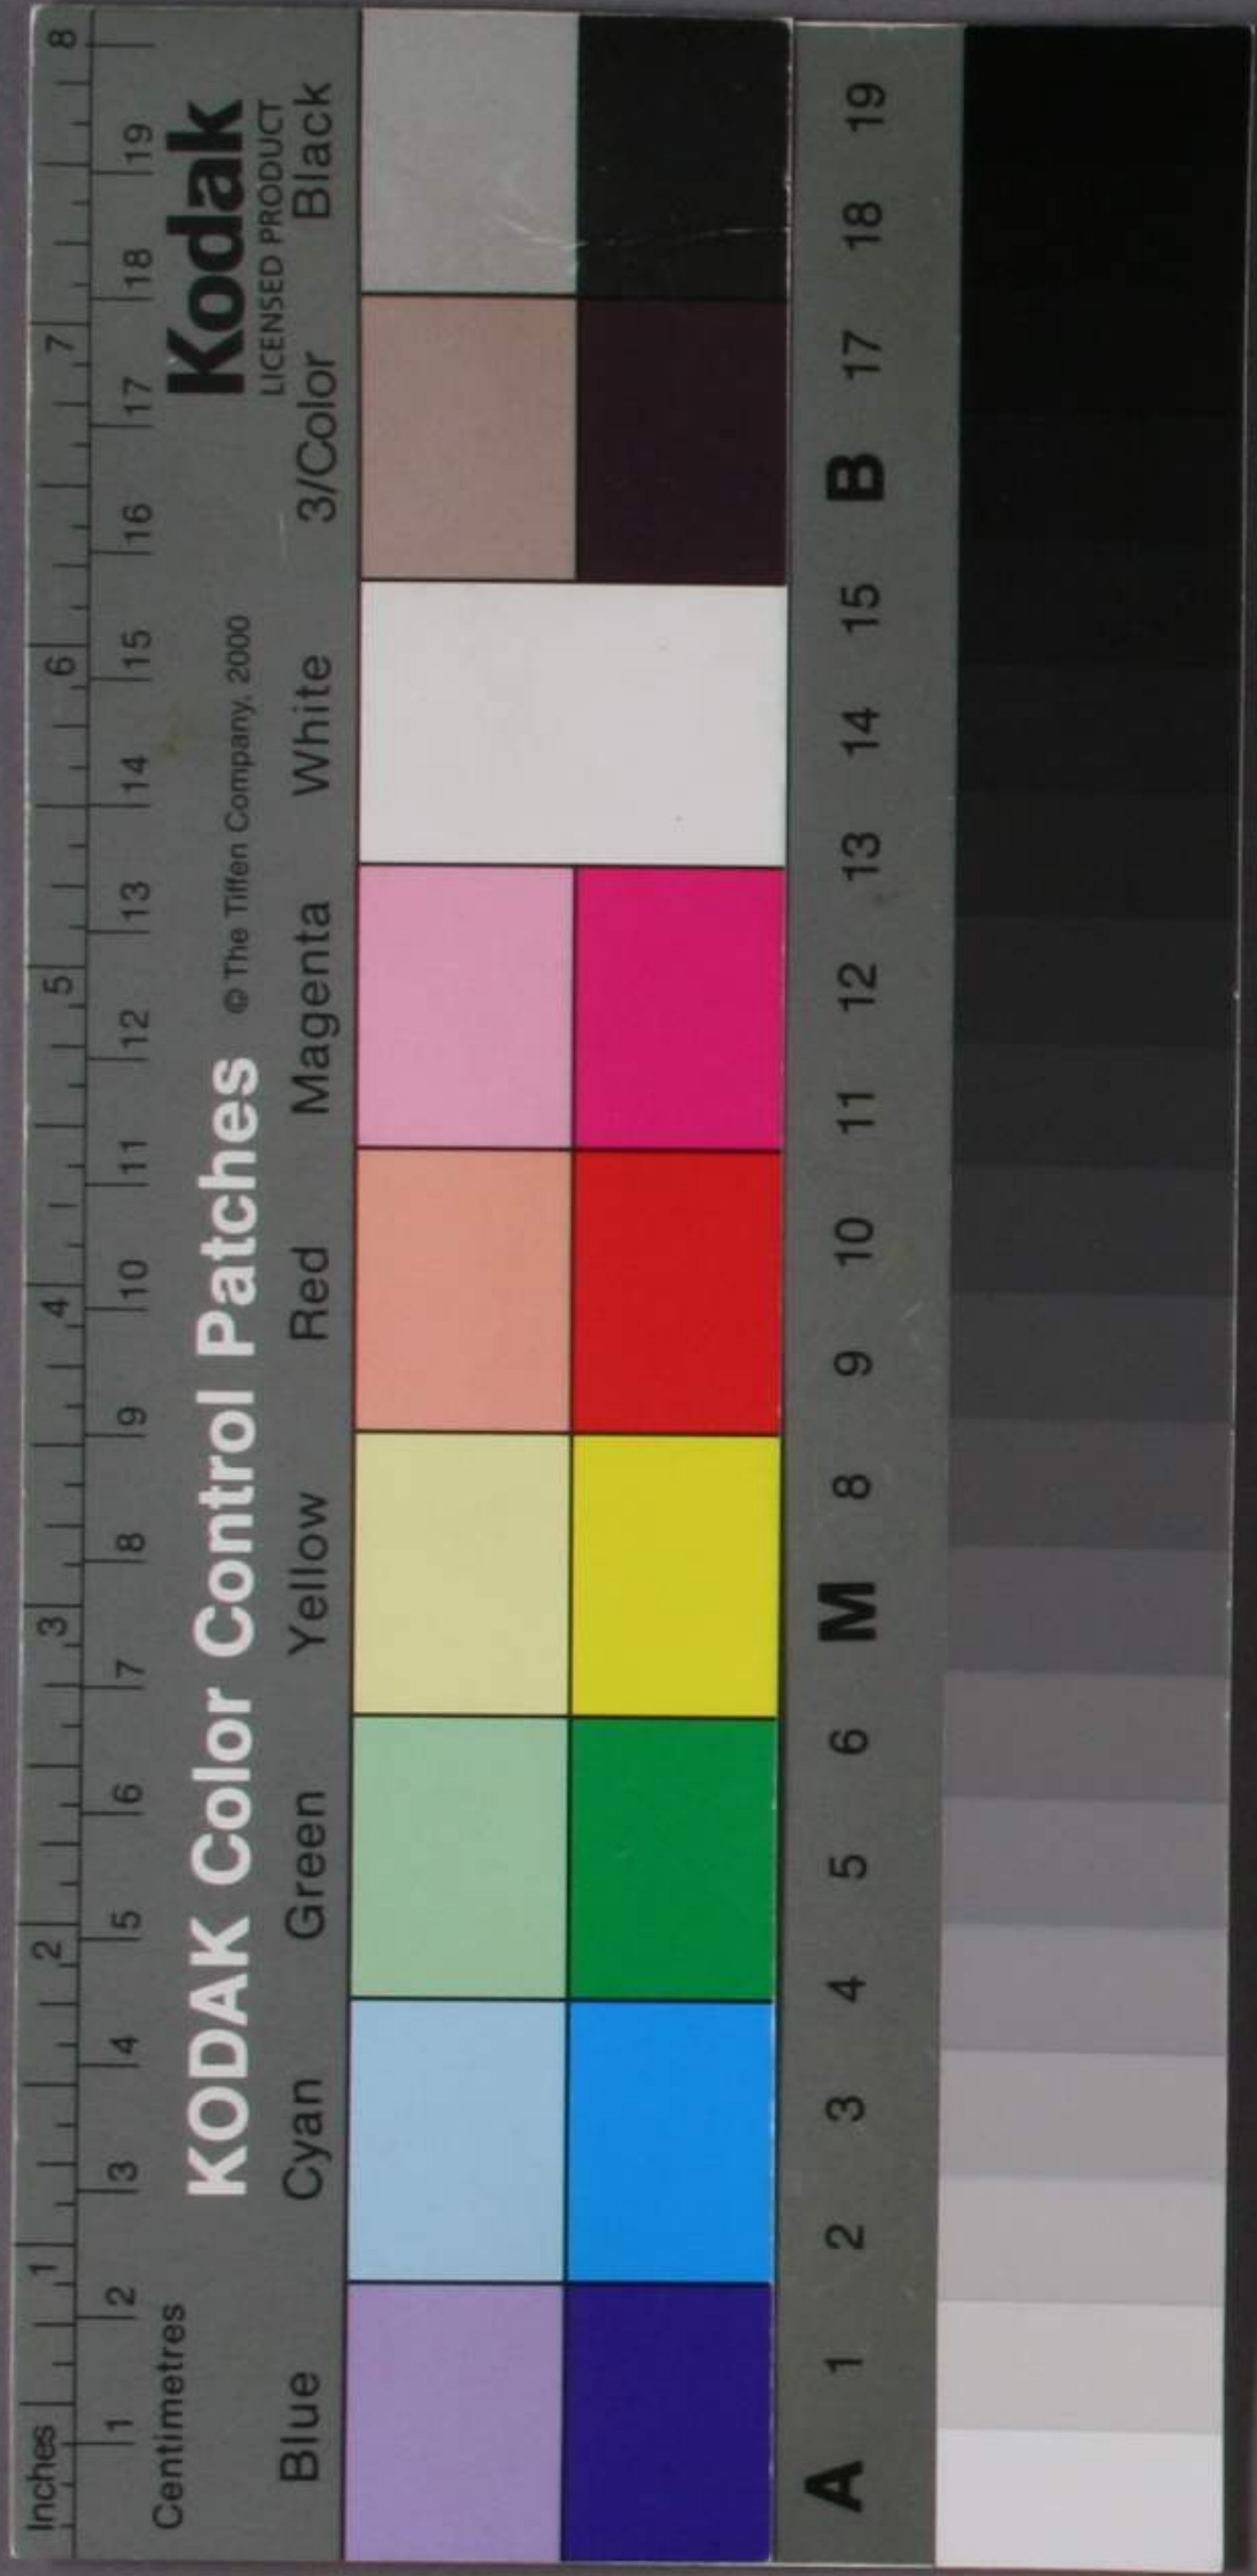 Inches 1 2 3 4 5 6 7 8
1 2 3 4 5 6 7 8 9 10 11 12 13 14 15 16 17 18 19
Centimetres
KODAK Color Control Patches © The Tiffen Company, 2000 Kodak
LICENSED PRODUCT
Blue Cyan Green Yellow Red Magenta White 3/Color Black
A 1 2 3 4 5 6 M 8 9 10 11 12 13 14 15 B 17 18 19